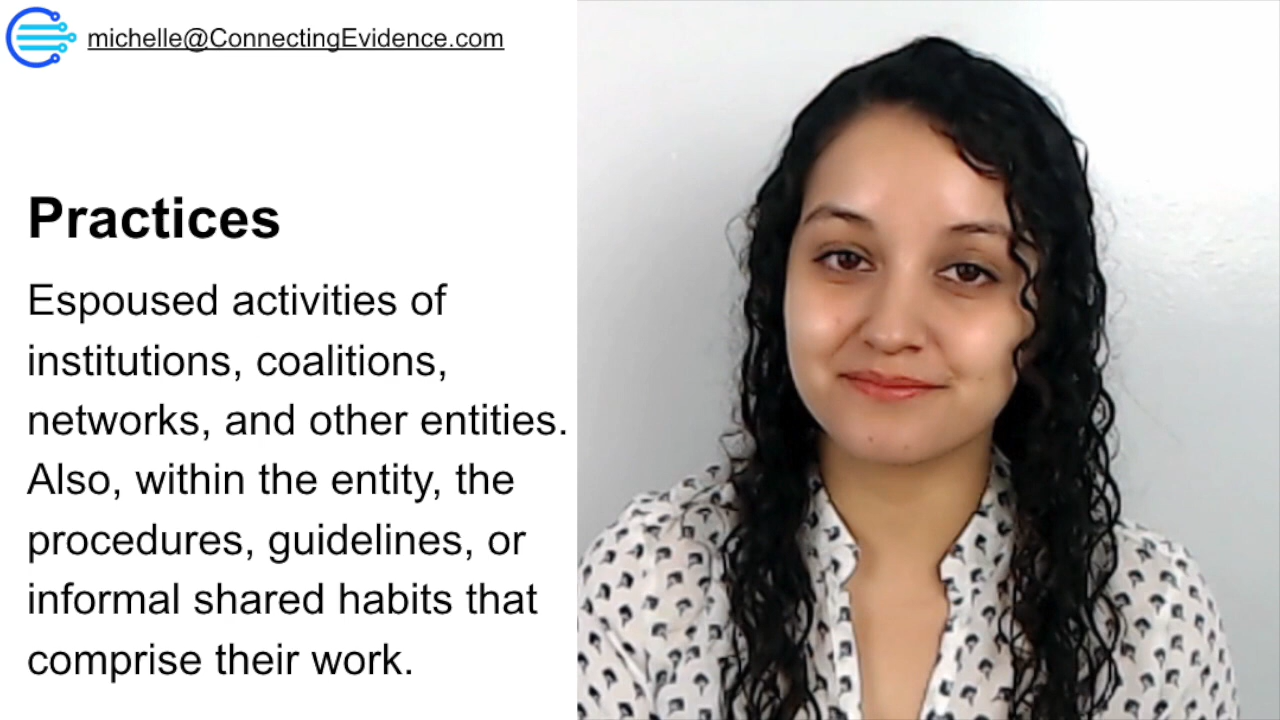 michelle@ConnectingEvidence.com
Practices
Espoused activities of
institutions, coalitions,
networks, and other entities.
Also, within the entity, the
procedures, guidelines, or
informal shared habits that
comprise their work.